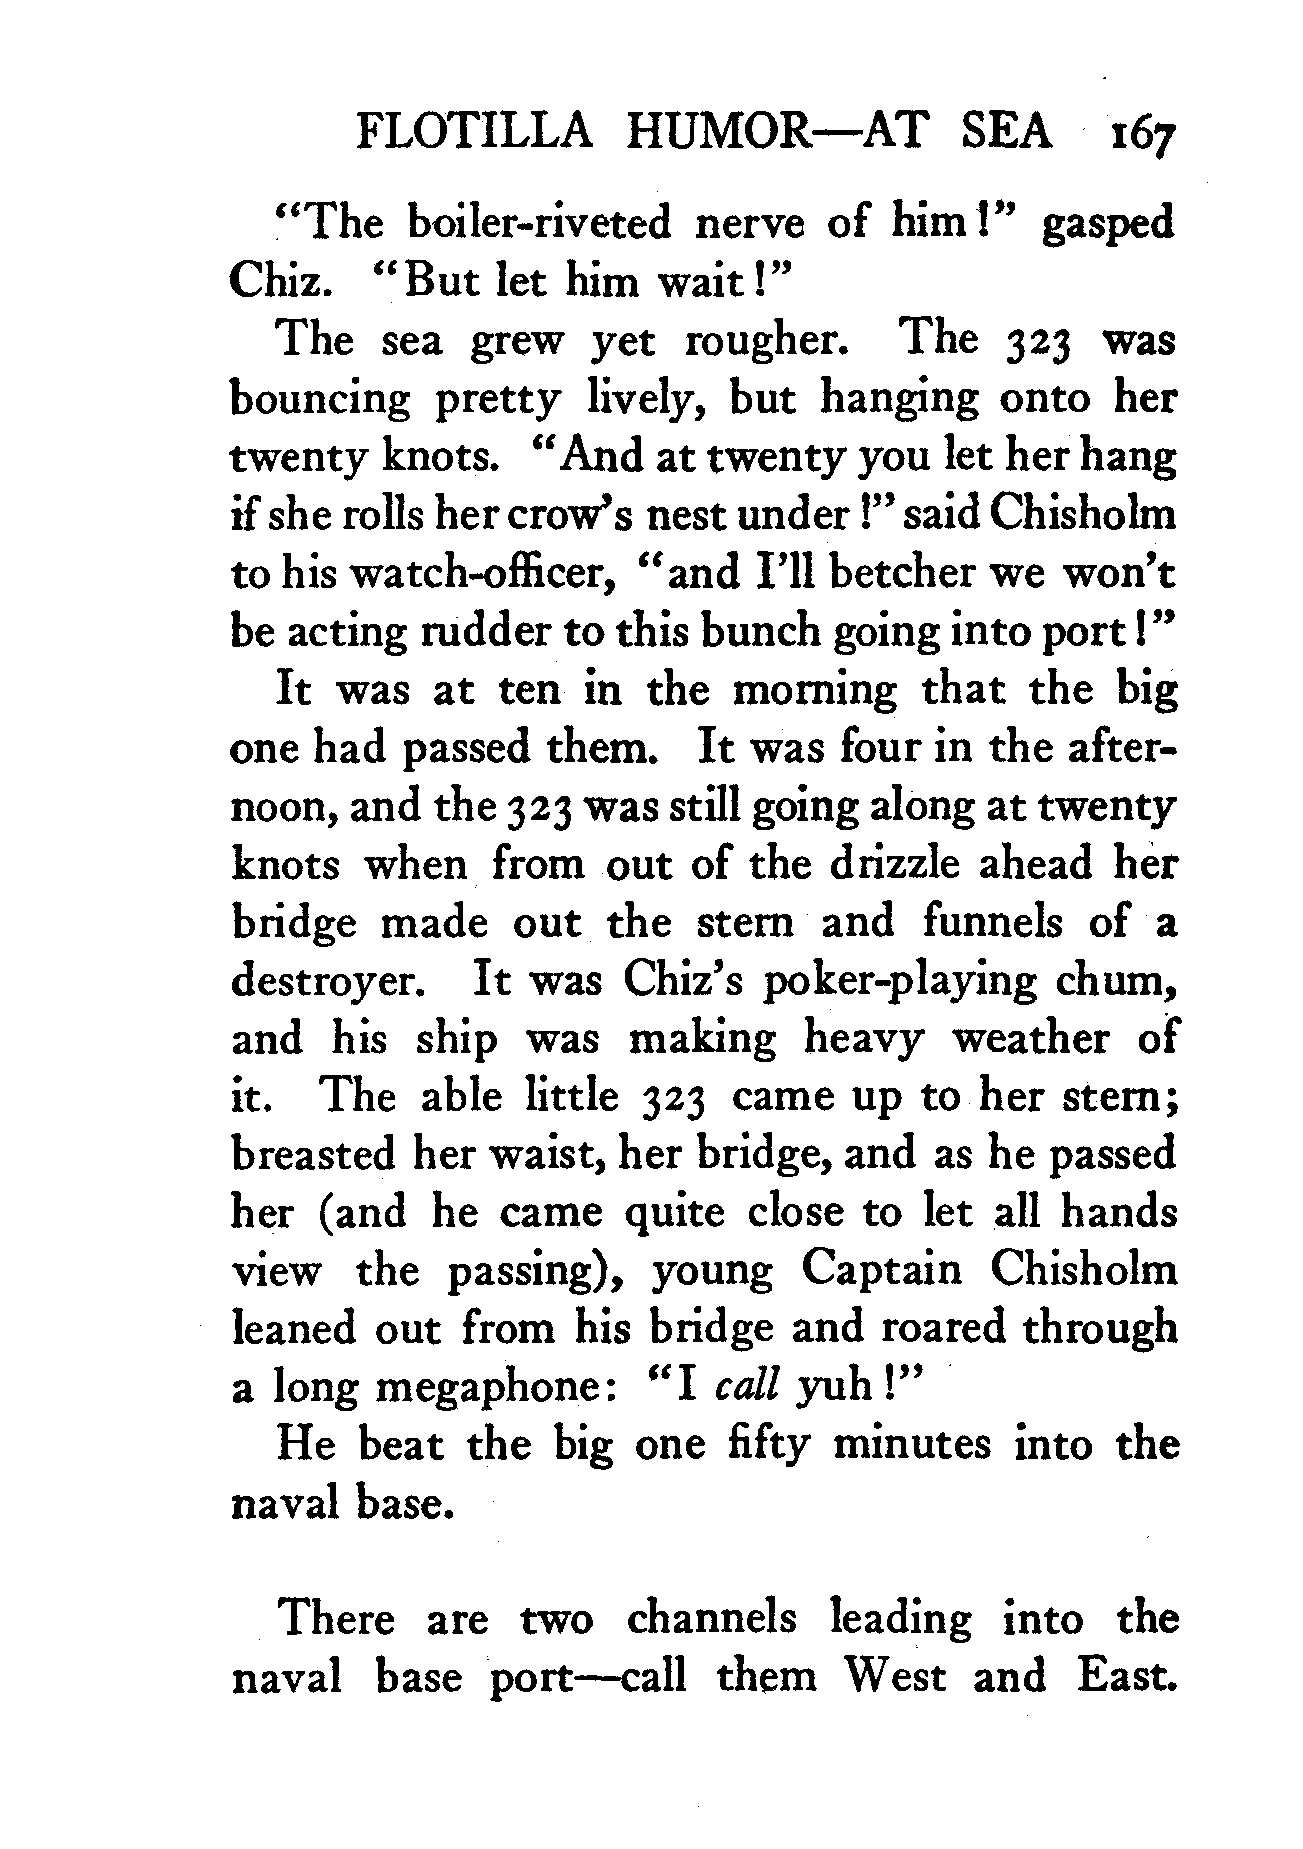 FLOTILLA HUMOR—AT SEA 167
"The boiler-riveted nerve of him!" gasped
Chiz. "But let him wait!"
The sea grew yet rougher. The 323 was
bouncing pretty lively, but hanging onto her
twenty knots. "And at twenty you let her hang
if she rolls her crow's nest under!" said Chisholm
to his watch-officer, "and I'll betcher we won't
be acting rudder to this bunch going into port!"
It was at ten in the morning that the big
one had passed them. It was four in the after-
noon, and the 323 was still going along at twenty
knots when from out of the drizzle ahead her
bridge made out the stern and funnels of a
destroyer. It was Chiz's poker-playing chum,
and his ship was making heavy weather of
it. The able little 323 came up to her stern;
breasted her waist, her bridge, and as he passed
her (and he came quite close to let all hands
view the passing), young Captain Chisholm
leaned out from his bridge and roared through
a long megaphone: "I call yuh!"
He beat the big one fifty minutes into the
naval base.
There are two channels leading into the
naval base port—call them West and East.